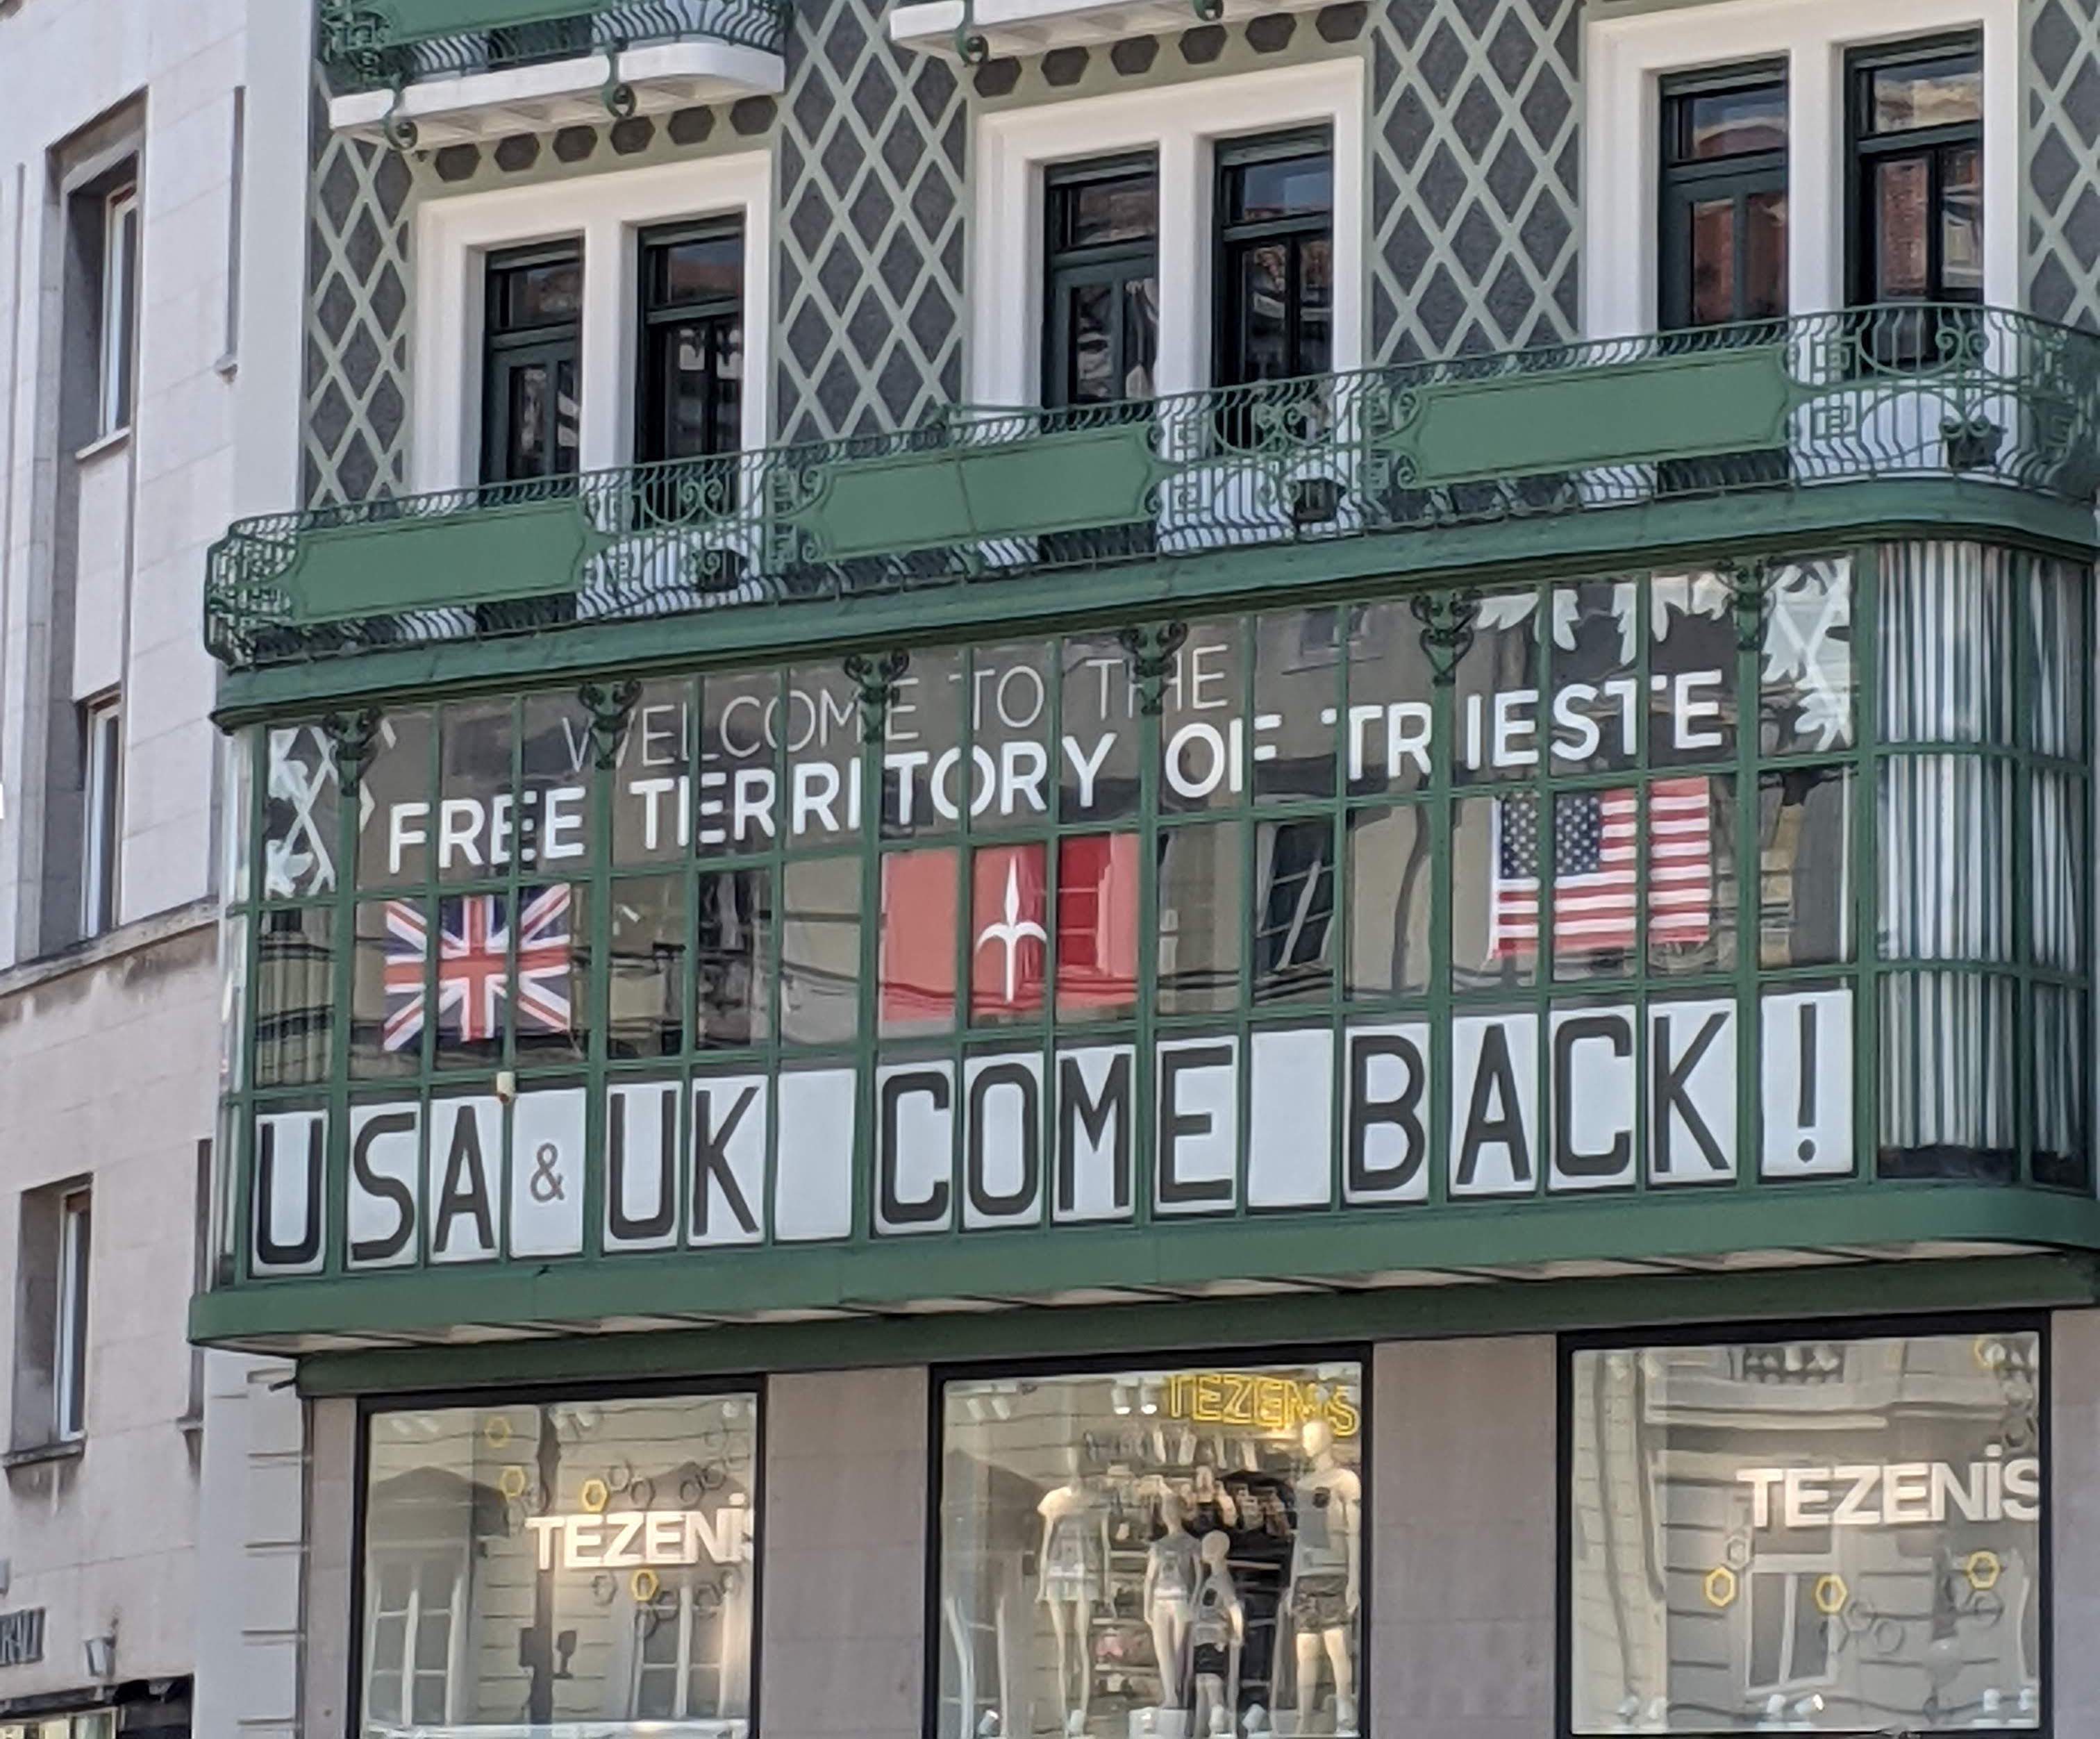 WELCOME TO THE
FREE TERRITORY OF TRIESTE
USA & UK COME BACK!
TEZENIS
TEZENIS
TEZENIS